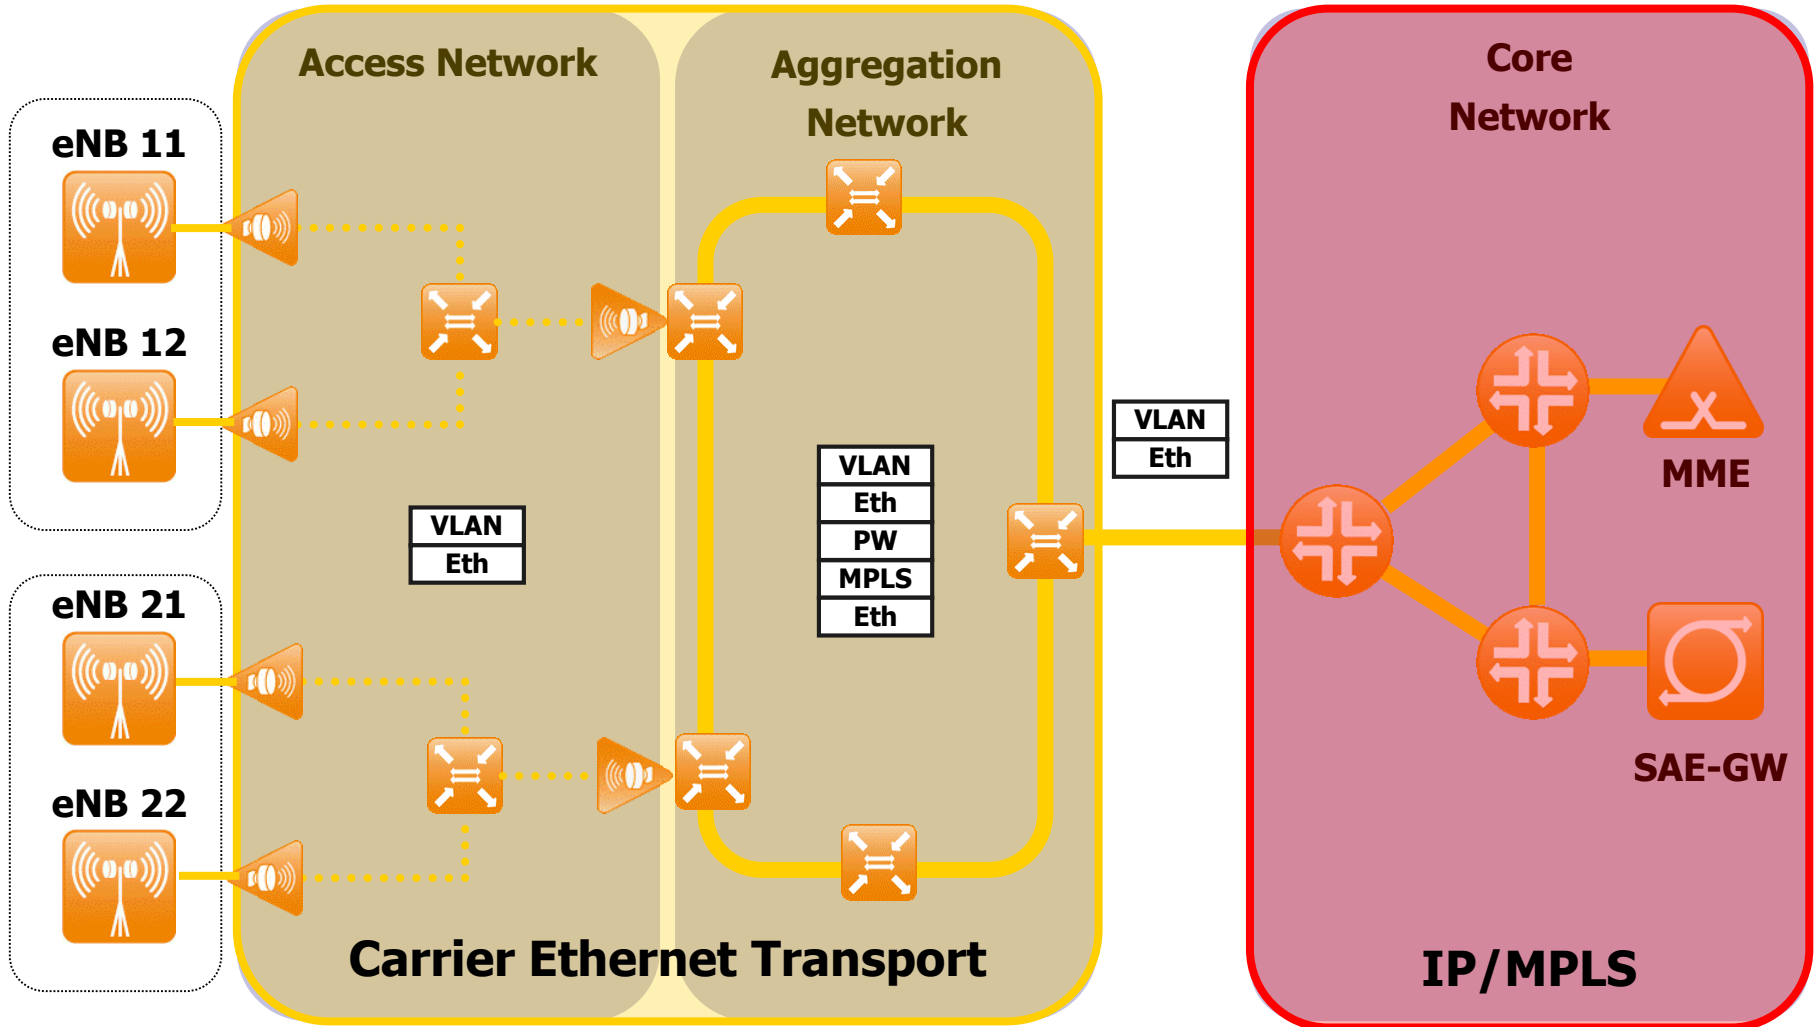 Access Network
Aggregation
Network
Core
Network
eNB 11
eNB 12
eNB 21
eNB 22
VLAN
Eth
VLAN
Eth
PW
MPLS
Eth
VLAN
Eth
MME
SAE-GW
Carrier Ethernet Transport
IP/MPLS